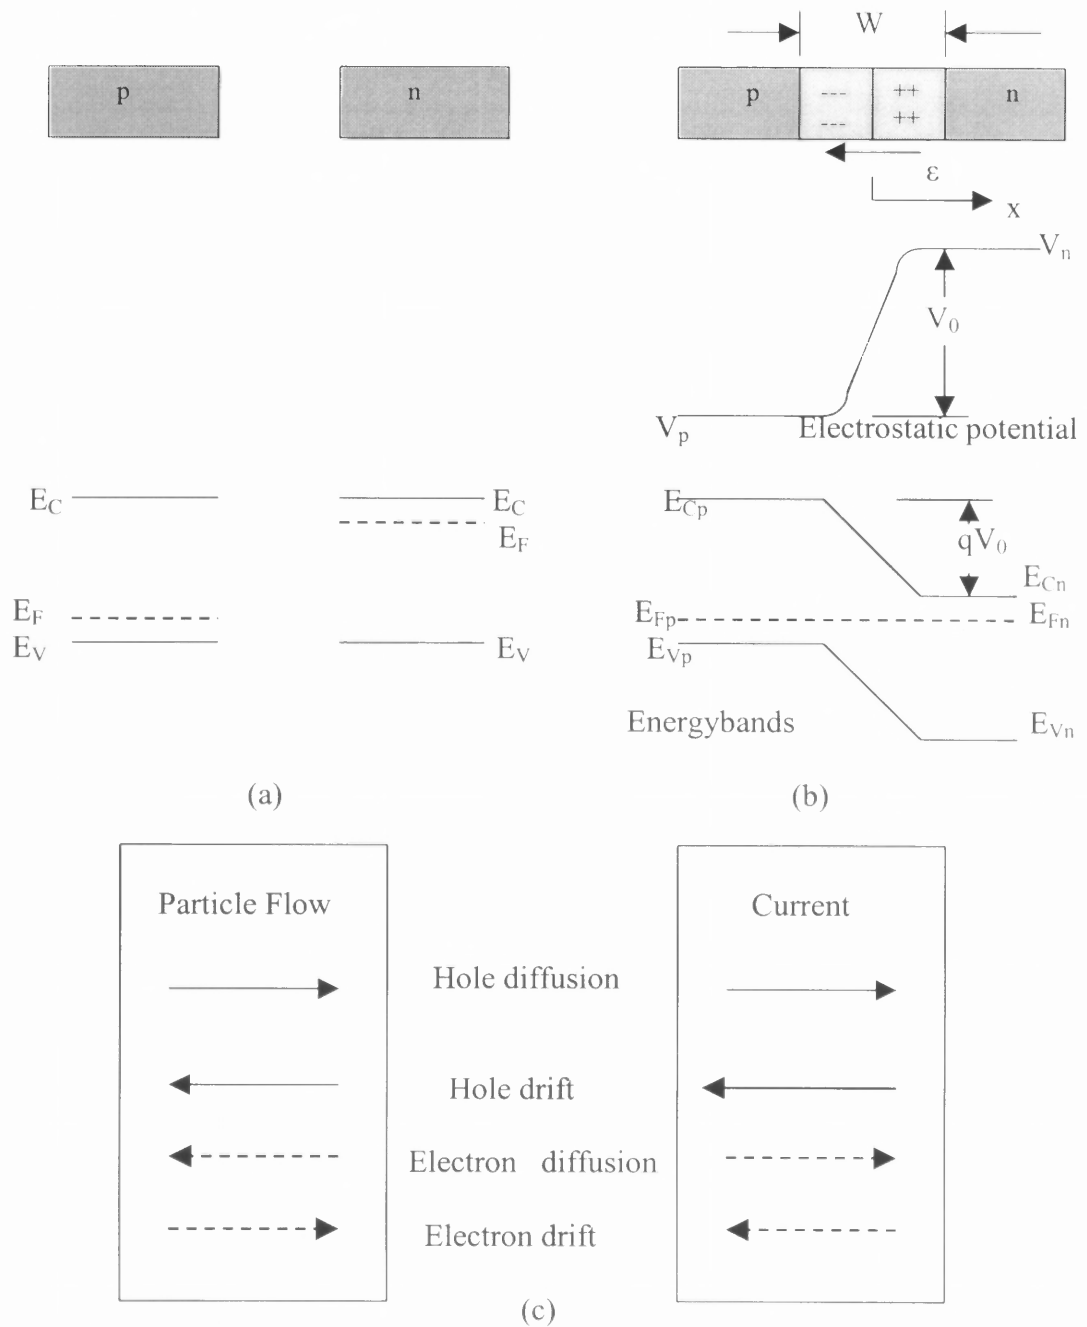 W
p
n
p
---
++
n
---
++
ε
x
Vn
V0
Vp
Electrostatic potential
EC
EC
EF
EF
EV
EV
ECp
qV0
ECn
EFp
EFn
EVp
Energybands
EVn
(a)
(b)
Particle Flow
Current
Hole diffusion
Hole drift
Electron diffusion
Electron drift
(c)